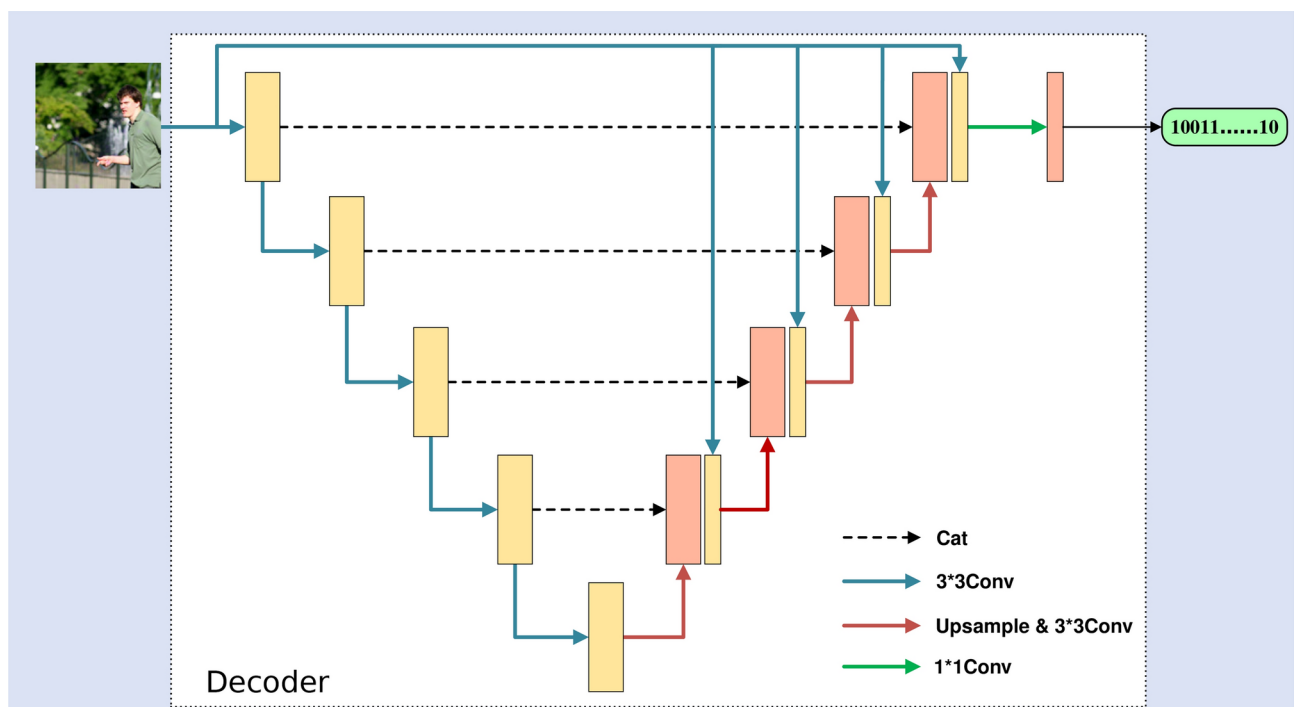 10011......10
Cat
3*3Conv
Upsample & 3*3Conv
1*1Conv
Decoder